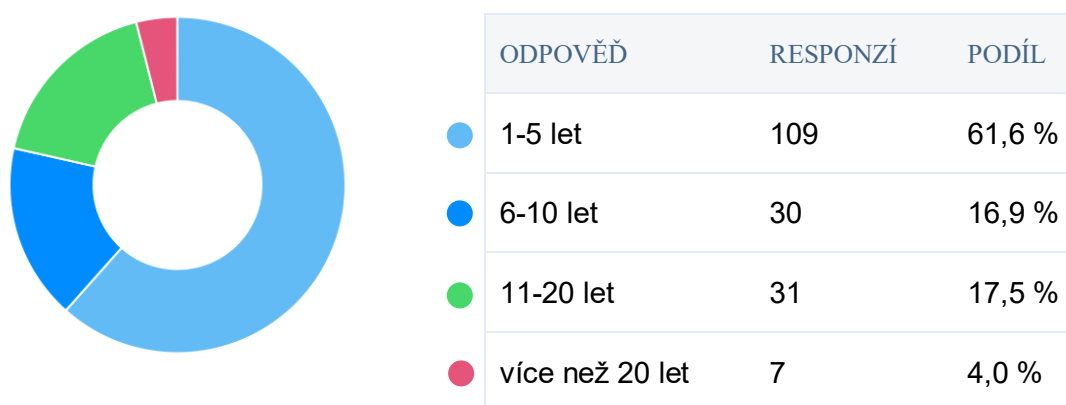 ODPOVĚĎ RESPONZÍ PODÍL
1-5 let 109 61,6 %
6-10 let 30 16,9 %
11-20 let 31 17,5 %
více než 20 let 7 4,0 %